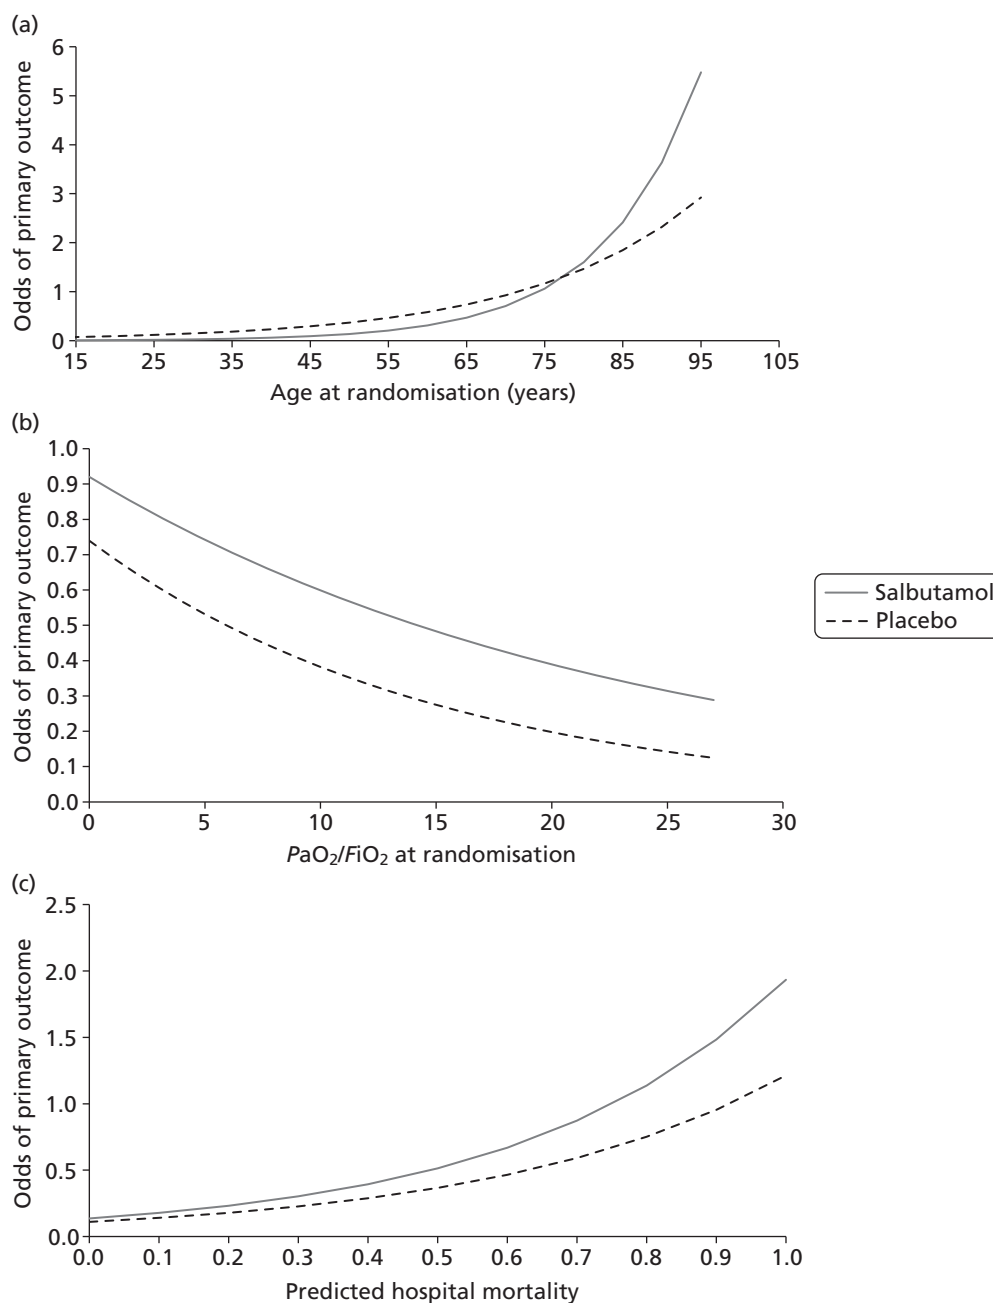 (a)
Odds of primary outcome
6
5
4
3
2
1
0
15 25 35 45 55 65 75 85 95 105
Age at randomisation (years)
(b)
Odds of primary outcome
1.0
0.9
0.8
0.7
0.6
0.5
0.4
0.3
0.2
0.1
0.0
0 5 10 15 20 25 30
PaO₂/FiO₂ at randomisation
Salbutamol
Placebo
(c)
Odds of primary outcome
2.5
2.0
1.5
1.0
0.5
0.0
0.0 0.1 0.2 0.3 0.4 0.5 0.6 0.7 0.8 0.9 1.0
Predicted hospital mortality